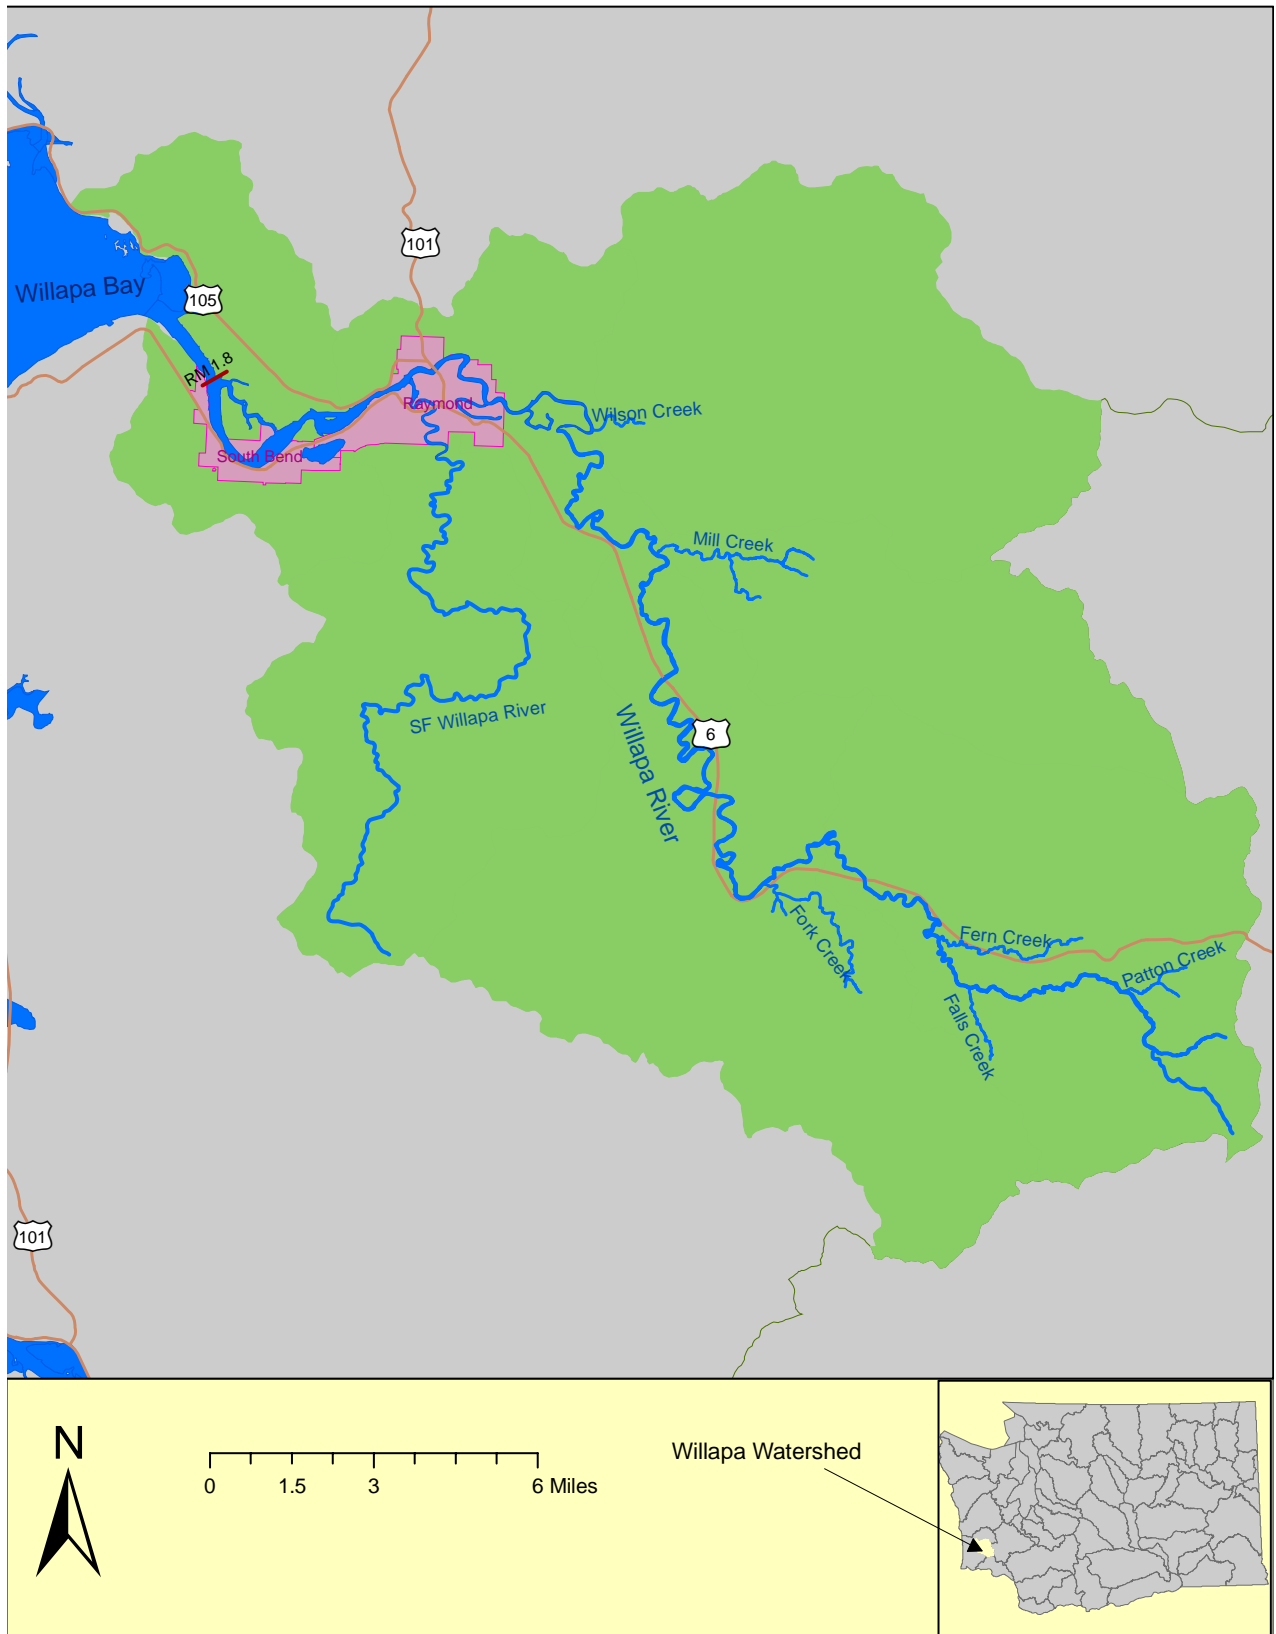 101
Willapa Bay
105
RM 1.8
Raymond
Wilson Creek
South Bend
Mill Creek
SF Willapa River
Willapa River
6
Fork Creek
Fern Creek
Patton Creek
Falls Creek
101
N
0 1.5 3 6 Miles
Willapa Watershed